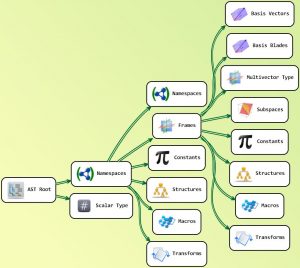 Basis Vectors
Basis Blades
Multivector Type
Subspaces
Constants
Structures
Macros
Transforms
Namespaces
Frames
Constants
Structures
Macros
Transforms
Namespaces
Scalar Type
AST Root